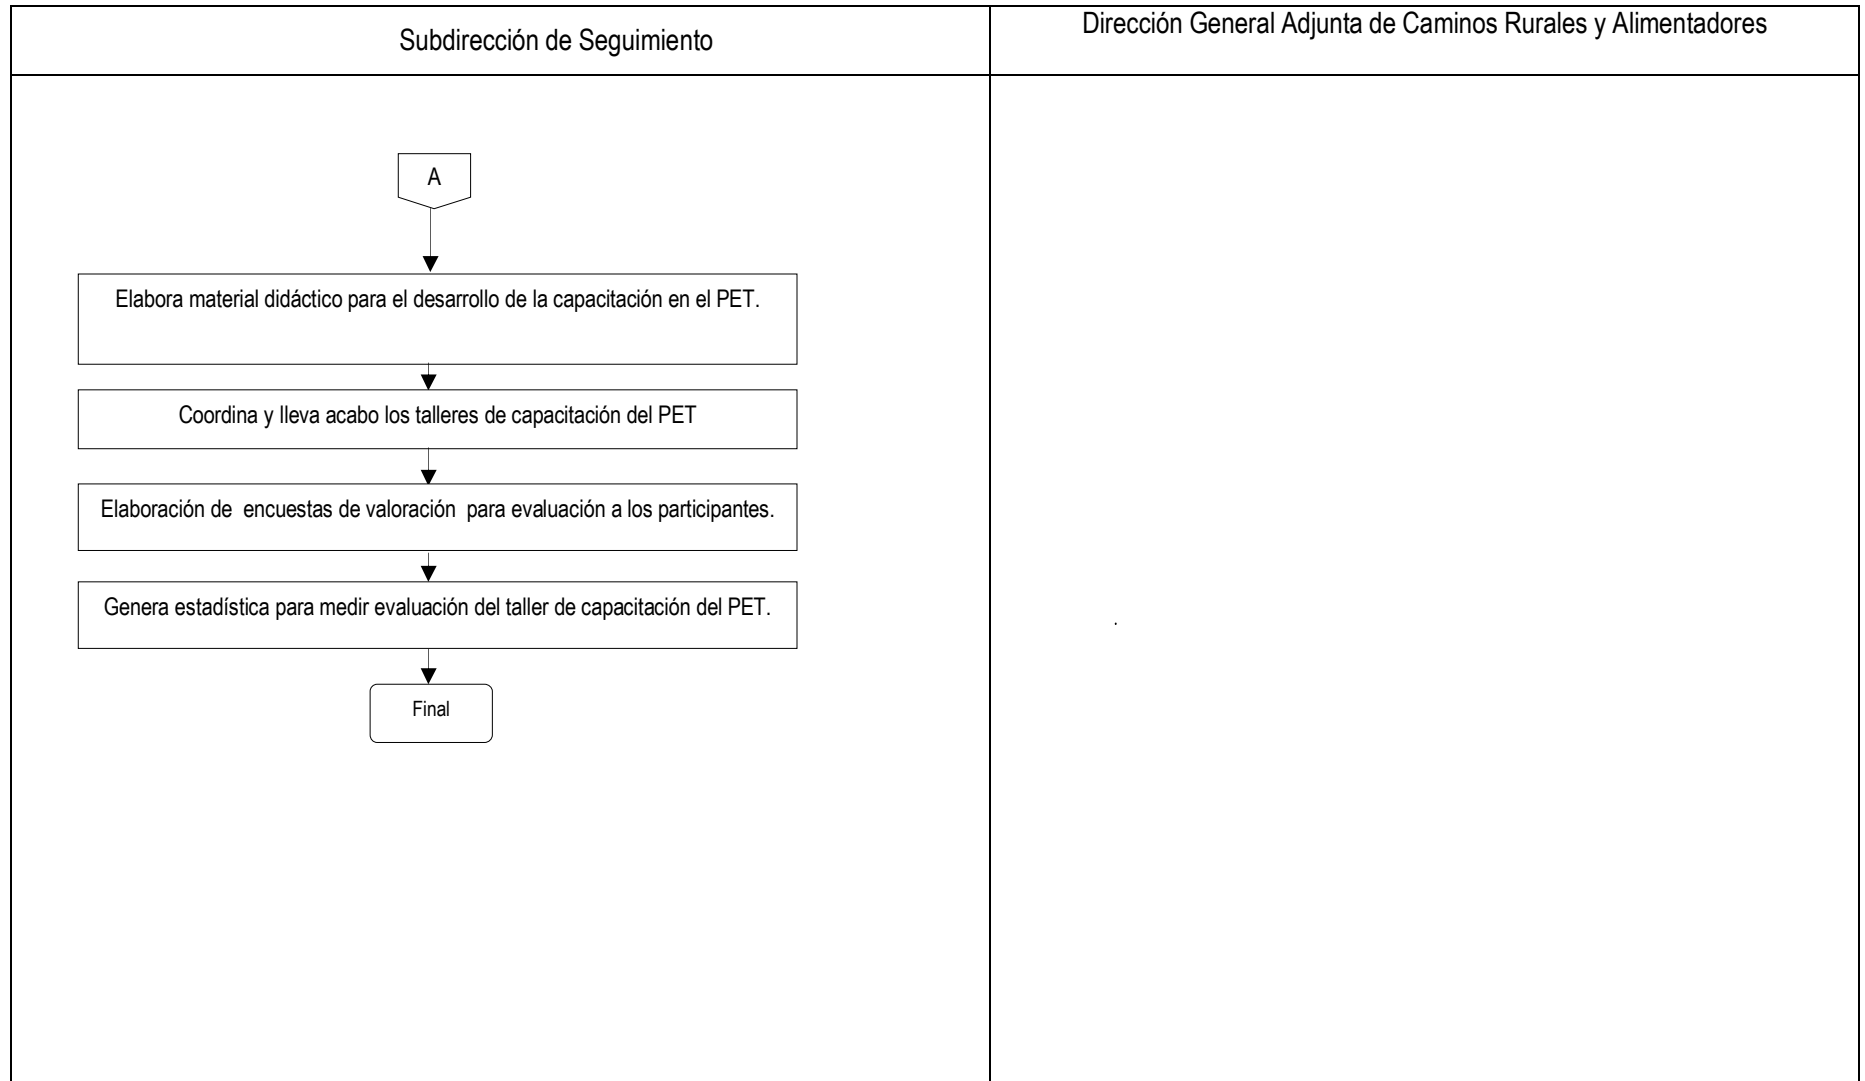 Subdirección de Seguimiento
Dirección General Adjunta de Caminos Rurales y Alimentadores
A
Elabora material didáctico para el desarrollo de la capacitación en el PET.
Coordina y lleva acabo los talleres de capacitación del PET
Elaboración de  encuestas de valoración  para evaluación a los participantes.
Genera estadística para medir evaluación del taller de capacitación del PET.
.
Final